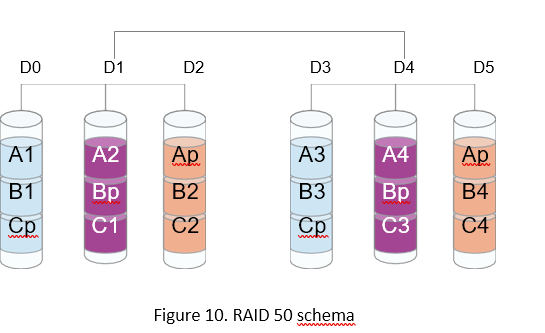 D0 D1 D2 D3 D4 D5
A1 A2 Ap A3 A4 Ap
B1 Bp B2 B3 Bp B4
Cp C1 C2 Cp C3 C4
Figure 10. RAID 50 schema